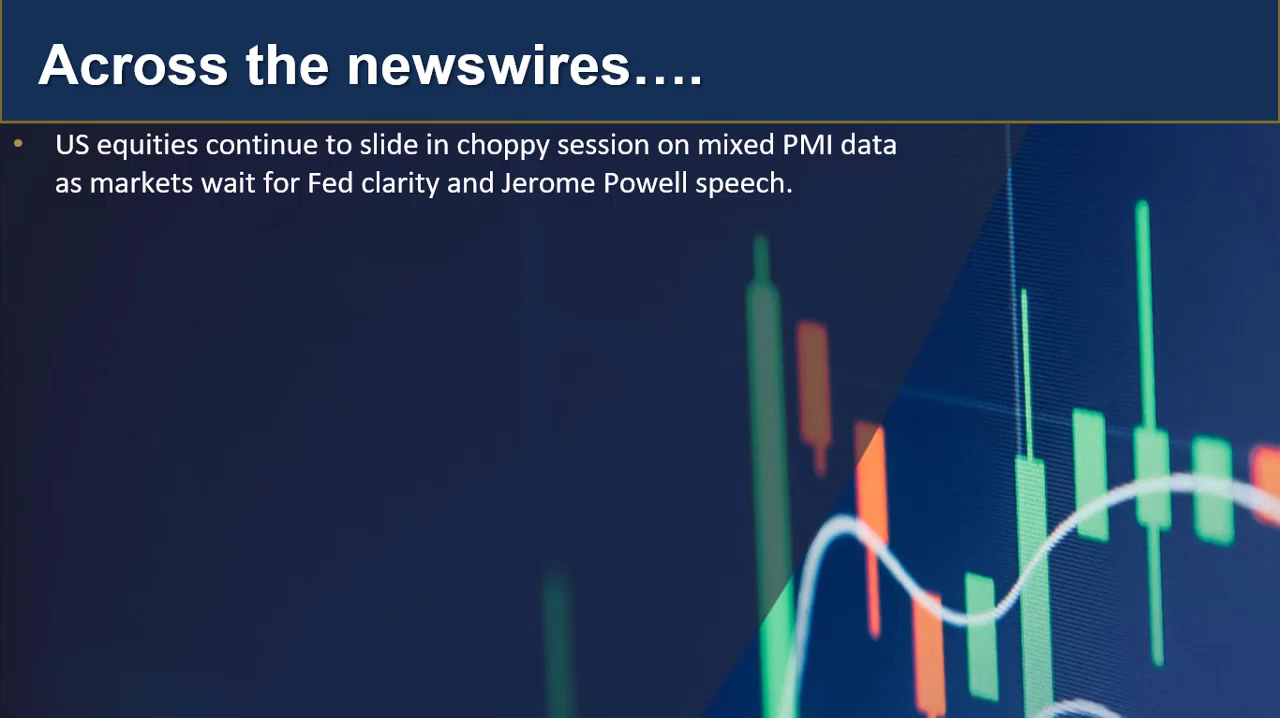 Across the newswires….
• US equities continue to slide in choppy session on mixed PMI data
as markets wait for Fed clarity and Jerome Powell speech.